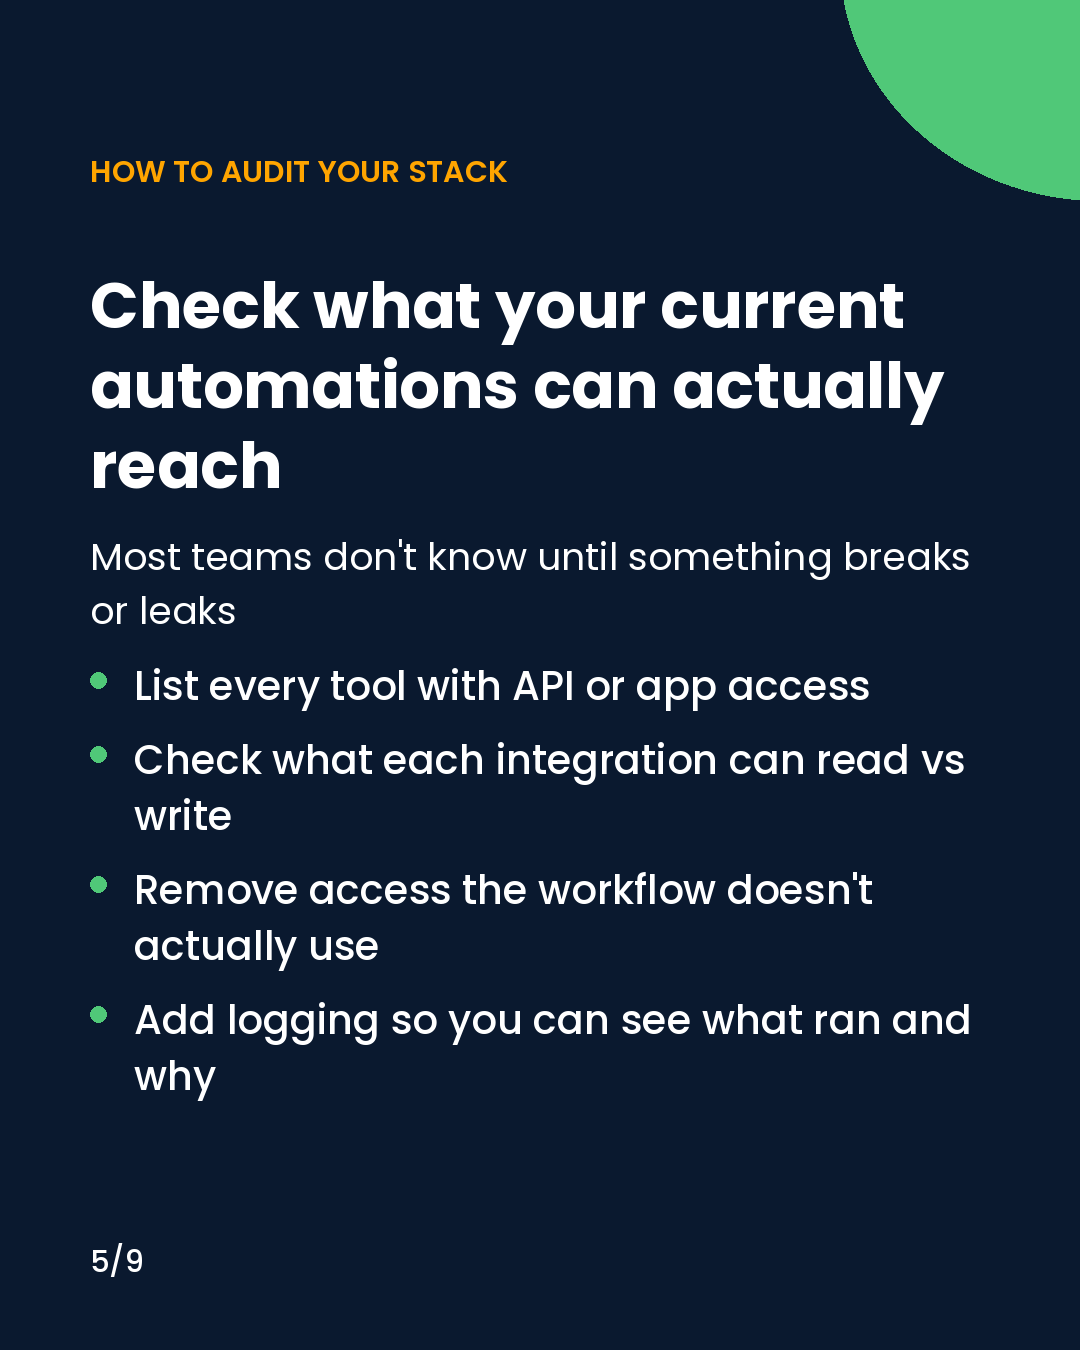 HOW TO AUDIT YOUR STACK
Check what your current
automations can actually
reach
Most teams don't know until something breaks
or leaks
List every tool with API or app access
Check what each integration can read vs
write
Remove access the workflow doesn't
actually use
Add logging so you can see what ran and
why
5/9